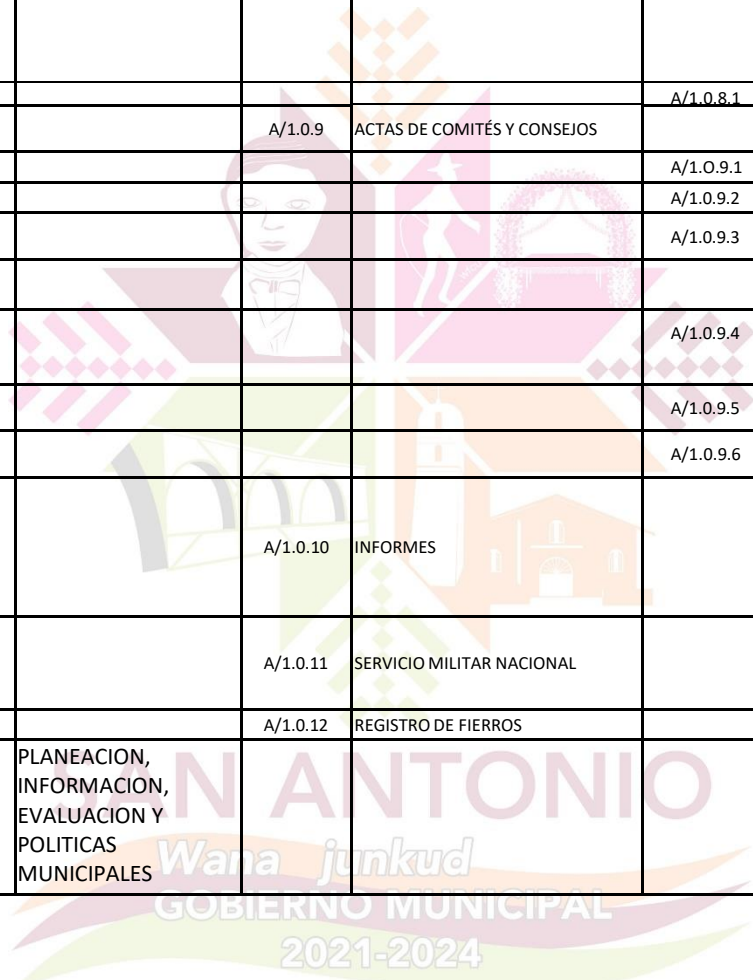 A/1.0.8.1
A/1.0.9 ACTAS DE COMITÉS Y CONSEJOS
A/1.O.9.1
A/1.0.9.2
A/1.0.9.3
A/1.0.9.4
A/1.0.9.5
A/1.0.9.6
A/1.0.10 INFORMES
A/1.0.11 SERVICIO MILITAR NACIONAL
A/1.0.12 REGISTRO DE FIERROS
PLANEACION,
INFORMACION,
EVALUACION Y
POLITICAS
MUNICIPALES
SAN ANTONIO
Wana junkud
GOBIERNO MUNICIPAL
2021-2024